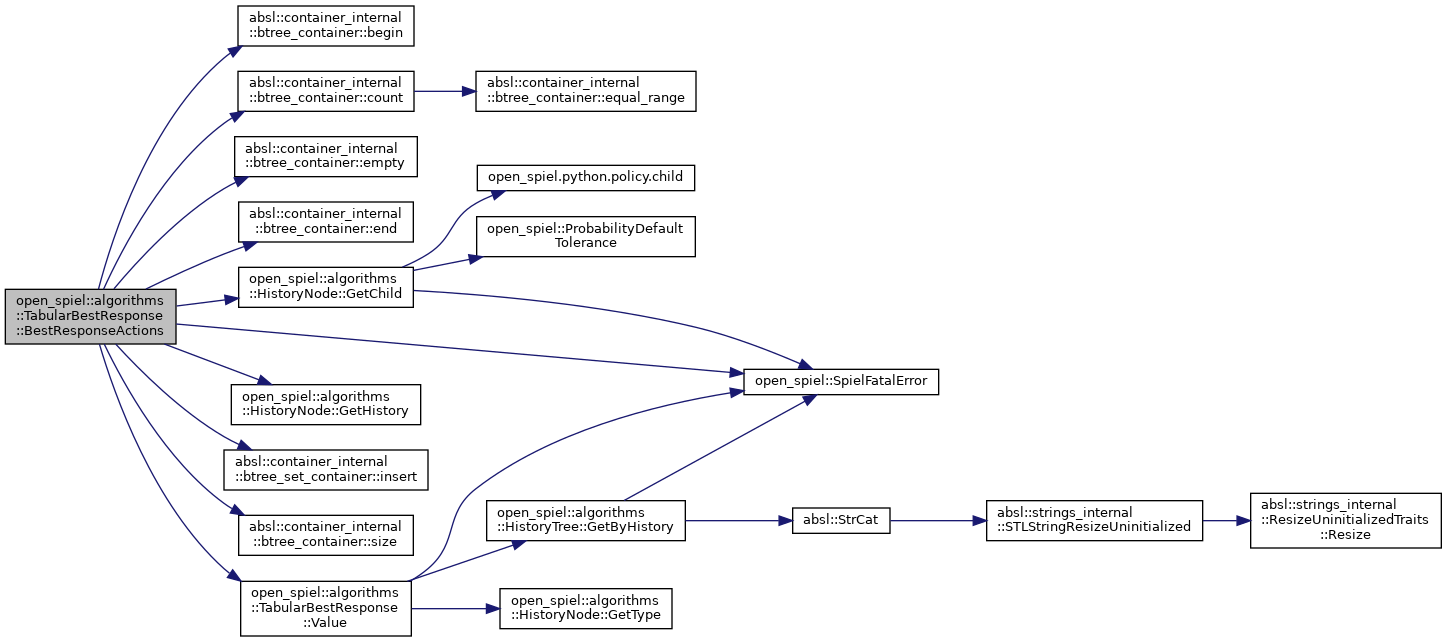 absl::container_internal
::btree_container::begin
absl::container_internal
::btree_container::count
absl::container_internal
::btree_container::equal_range
absl::container_internal
::btree_container::empty
open_spiel.python.policy.child
absl::container_internal
::btree_container::end
open_spiel::ProbabilityDefault
Tolerance
open_spiel::algorithms
::HistoryNode::GetChild
open_spiel::algorithms
::TabularBestResponse
::BestResponseActions
open_spiel::SpielFatalError
open_spiel::algorithms
::HistoryNode::GetHistory
absl::container_internal
::btree_set_container::insert
open_spiel::algorithms
::HistoryTree::GetByHistory
absl::StrCat
absl::strings_internal
::STLStringResizeUninitialized
absl::strings_internal
::ResizeUninitializedTraits
::Resize
absl::container_internal
::btree_container::size
open_spiel::algorithms
::TabularBestResponse
::Value
open_spiel::algorithms
::HistoryNode::GetType